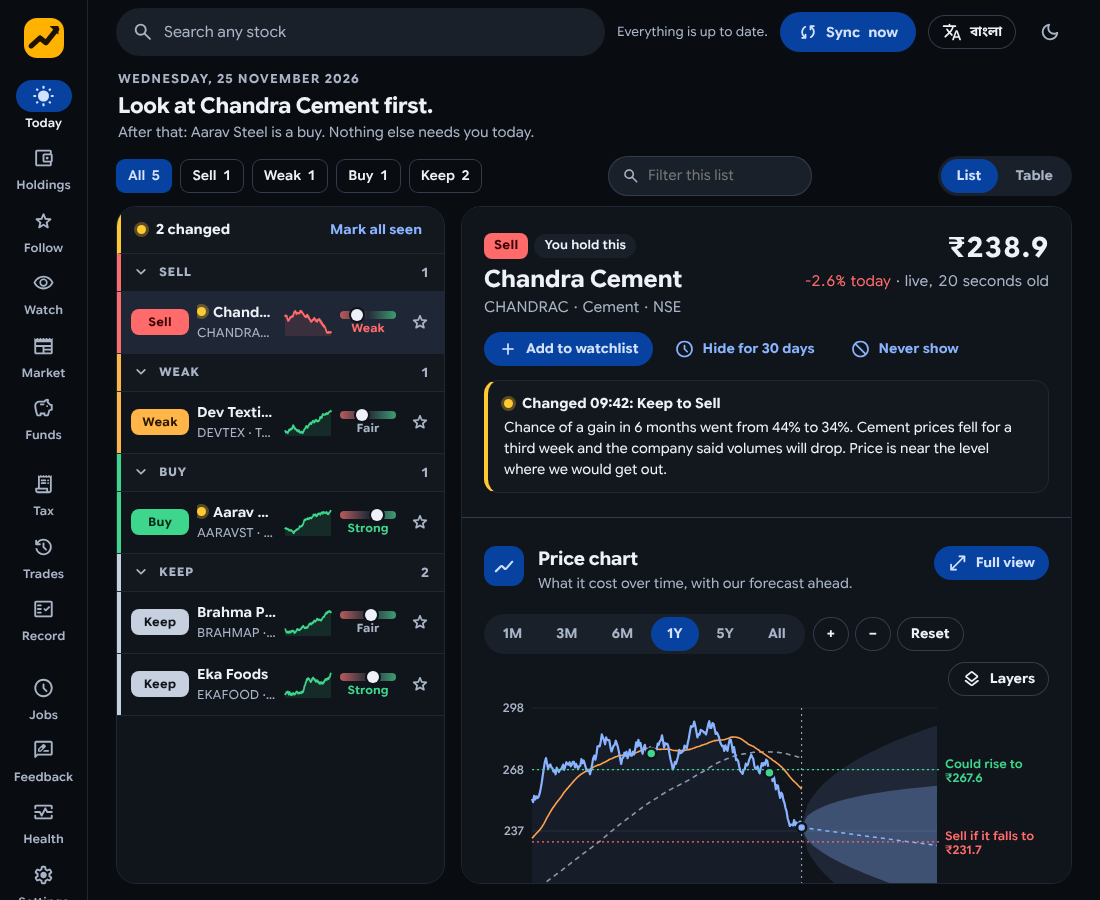 Search any stock
Everything is up to date.
Sync now
বাংলা
Today
Holdings
Follow
Watch
Market
Funds
Tax
Trades
Record
Jobs
Feedback
Health
WEDNESDAY, 25 NOVEMBER 2026
Look at Chandra Cement first.
After that: Aarav Steel is a buy. Nothing else needs you today.
All 5
Sell 1
Weak 1
Buy 1
Keep 2
Filter this list
List
Table
2 changed
Mark all seen
SELL 1
Sell
Chand...
CHANDRA...
Weak
WEAK 1
Weak
Dev Texti...
DEVTEX · T...
Fair
BUY 1
Buy
Aarav ...
AARAVST · ...
Strong
KEEP 2
Keep
Brahma P...
BRAHMAP ·...
Fair
Keep
Eka Foods
EKAFOOD ·...
Strong
Sell
You hold this
₹238.9
Chandra Cement
-2.6% today · live, 20 seconds old
CHANDRAC · Cement · NSE
Add to watchlist
Hide for 30 days
Never show
Changed 09:42: Keep to Sell
Chance of a gain in 6 months went from 44% to 34%. Cement prices fell for a
third week and the company said volumes will drop. Price is near the level
where we would get out.
Price chart
What it cost over time, with our forecast ahead.
Full view
1M
3M
6M
1Y
5Y
All
+
−
Reset
Layers
298
268
237
Could rise to
₹267.6
Sell if it falls to
₹231.7